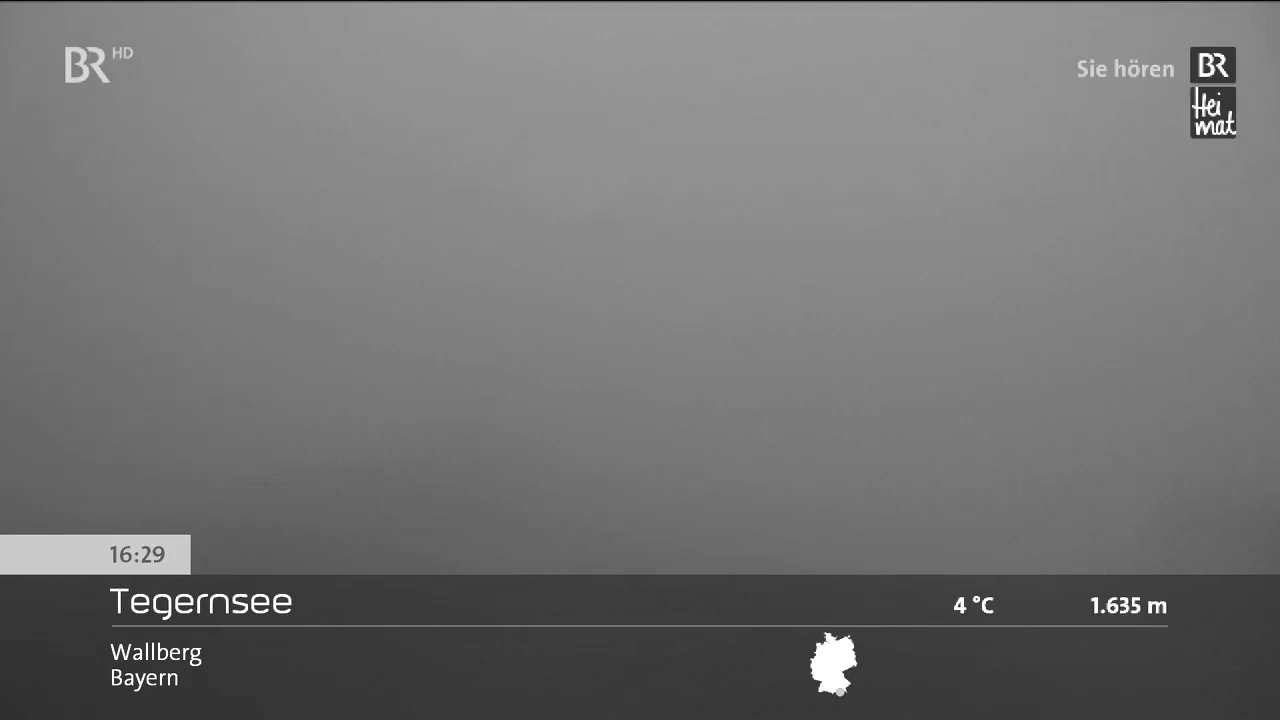 BR HD
Sie hören BR
Hei
mat
16:29
Tegernsee 4 °C 1.635 m
Wallberg
Bayern